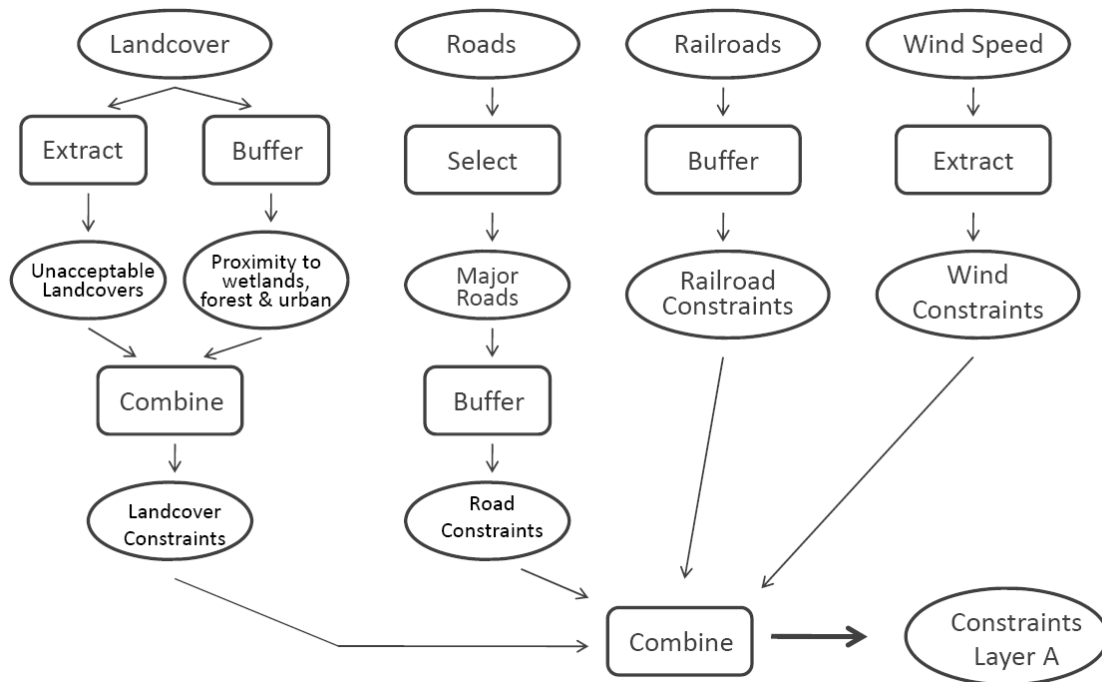 Landcover
Roads
Railroads
Wind Speed
Extract
Buffer
Select
Buffer
Extract
Unacceptable
Landcovers
Proximity to
wetlands,
forest & urban
Major
Roads
Railroad
Constraints
Wind
Constraints
Combine
Buffer
Landcover
Constraints
Road
Constraints
Combine
Constraints
Layer A